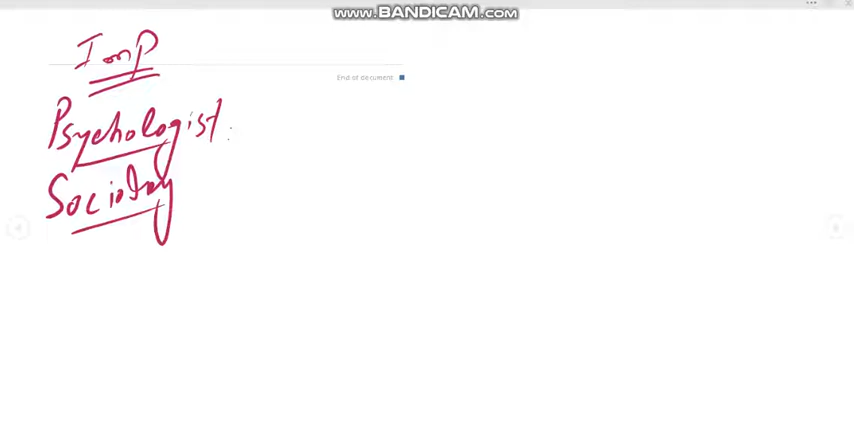 www.BANDICAM.com
Imp
End of document
Psychologist
Sociology